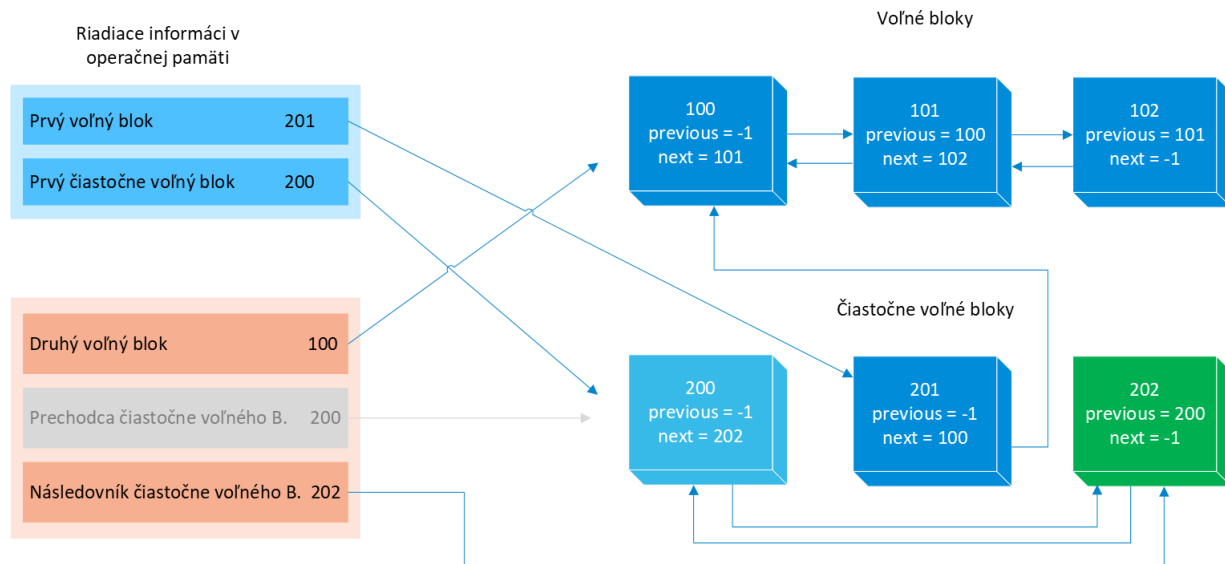 Riadiace informáci v
operačnej pamäti
Prvý voľný blok 201
Prvý čiastočne voľný blok 200
Druhý voľný blok 100
Prechodca čiastočne voľného B. 200
Následovník čiastočne voľného B. 202
Voľné bloky
100
previous = -1
next = 101
101
previous = 100
next = 102
102
previous = 101
next = -1
Čiastočne voľné bloky
200
previous = -1
next = 202
201
previous = -1
next = 100
202
previous = 200
next = -1